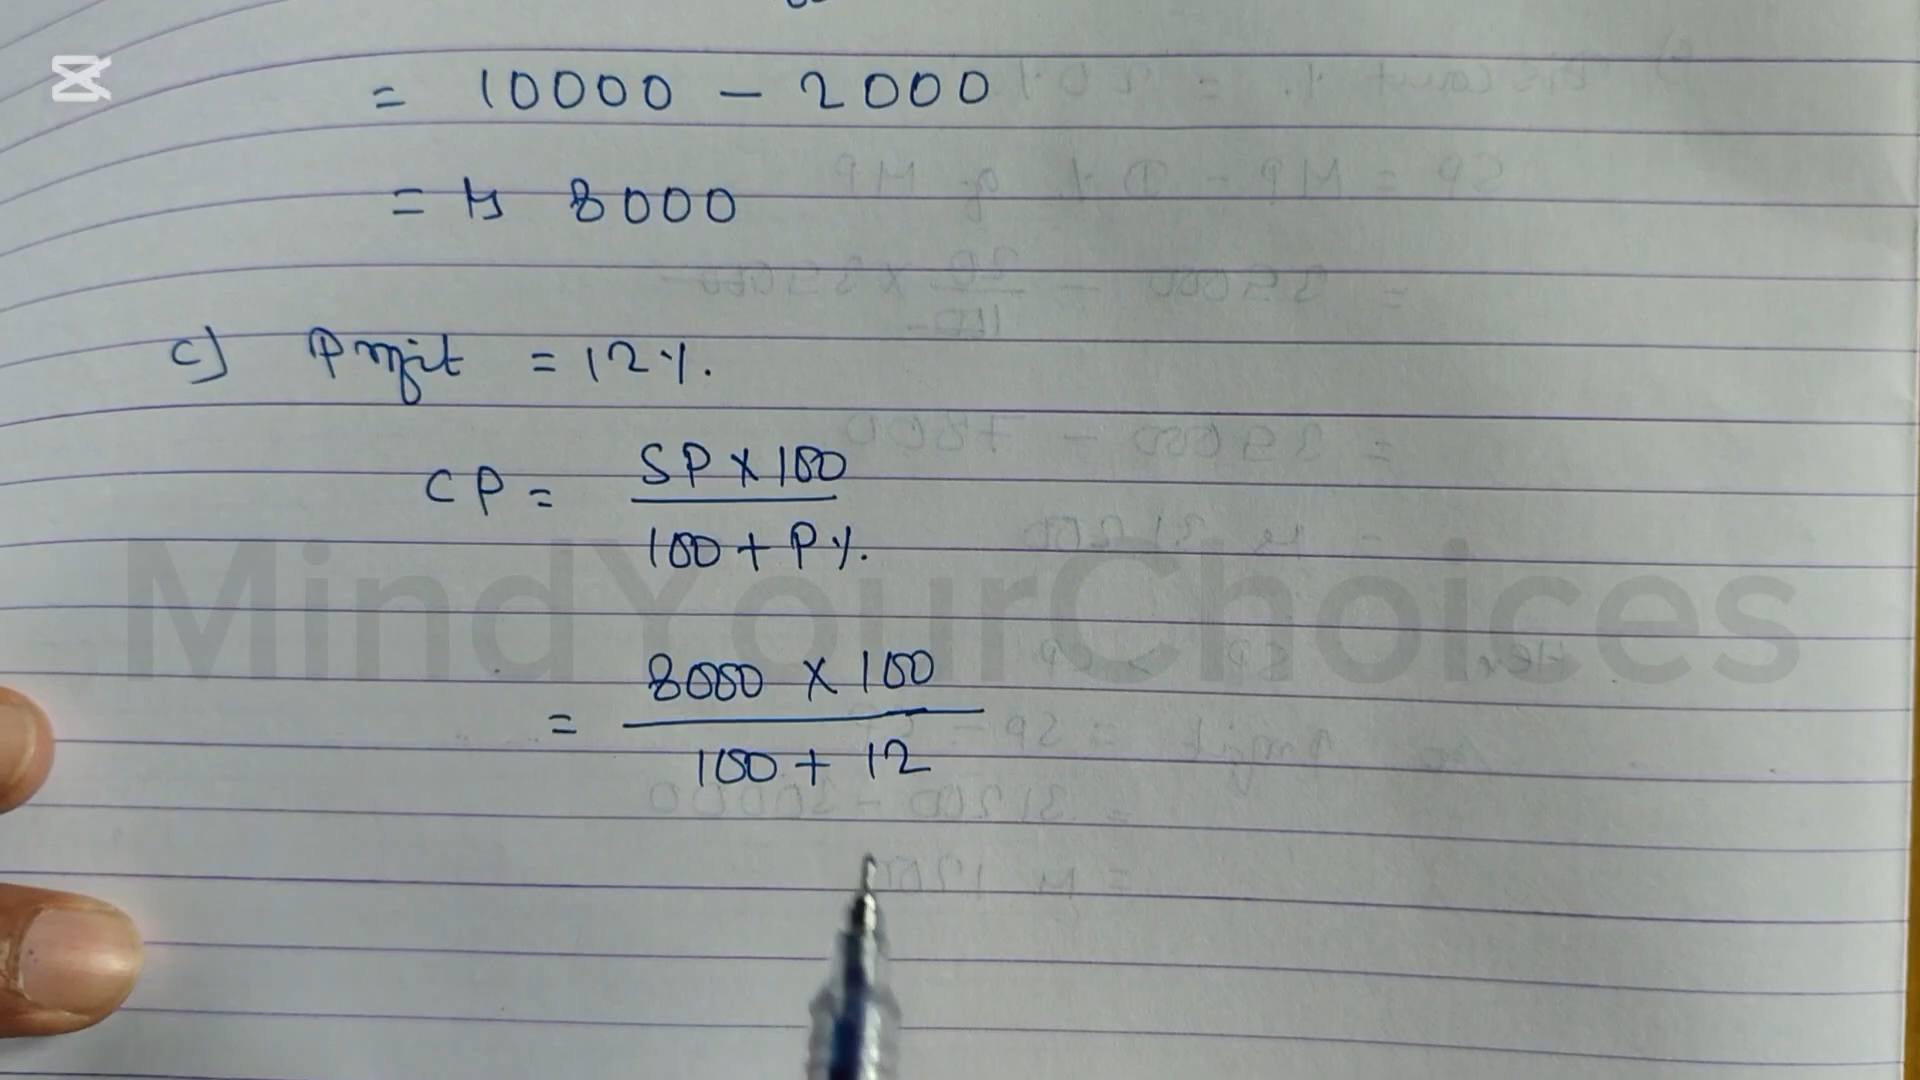 = 10000 - 2000
= Rs 8000
c) Profit = 12%.
CP = SP × 100 / 100 + P%.
= 8000 × 100 / 100 + 12
MindYourChoices